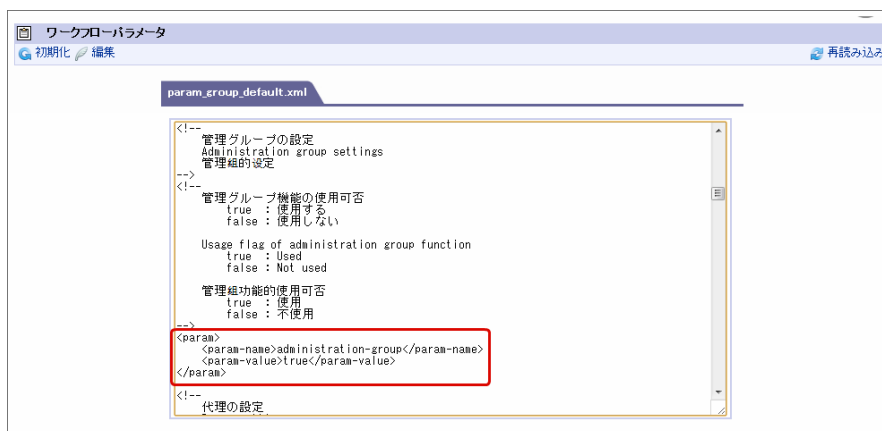 ワークフローパラメータ
初期化 編集 再読み込み
param_group_default.xml
<!--
管理グループの設定
Administration group settings
管理組的设定
-->
<!--
管理グループ機能の使用可否
true : 使用する
false : 使用しない
Usage flag of administration group function
true : Used
false : Not used
管理組功能的使用可否
true : 使用
false : 不使用
-->
<param>
<param-name>administration-group</param-name>
<param-value>true</param-value>
</param>
<!--
代理の設定